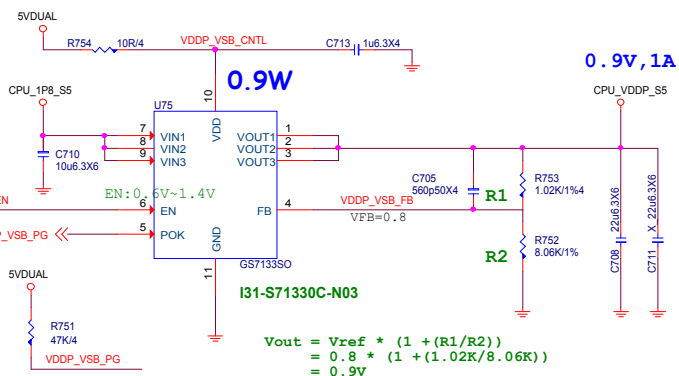 5VDUAL
R754
10R/4
VDDP_VSB_CNTL
C713
1u6.3X4
0.9V,1A
0.9W
CPU_1P8_S5
CPU_VDDP_S5
10
U75
7
VIN1
VDD
VOUT1
1
8
VIN2
VOUT2
2
9
VIN3
VOUT3
3
C710
10u6.3X6
C705
560p50X4
R1
R753
1.02K/1%4
EN:0.6V~1.4V
EN
6
EN
FB
4
VDDP_VSB_FB
VFB=0.8
P_VSB_PG
5
POK
GND
R2
R752
8.06K/1%
C708
22u6.3X6
C711
X_22u6.3X6
GS7133SO
11
5VDUAL
I31-S71330C-N03
R751
47K/4
VDDP_VSB_PG
Vout = Vref * (1 +(R1/R2))
= 0.8 * (1 +(1.02K/8.06K))
= 0.9V